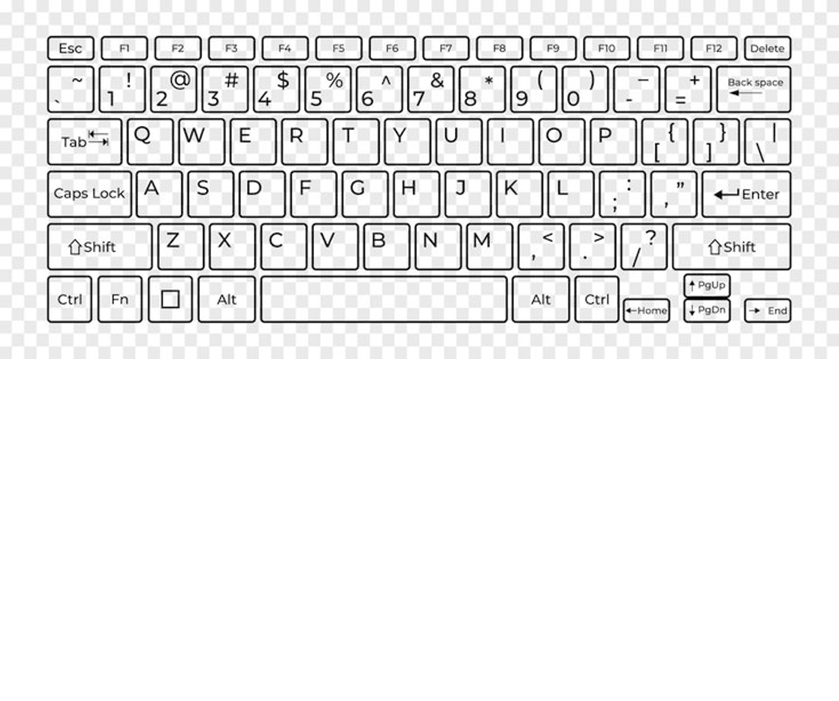 Esc F1 F2 F3 F4 F5 F6 F7 F8 F9 F10 F11 F12 Delete
~ ` ! 1 @ 2 # 3 $ 4 % 5 ^ 6 & 7 * 8 ( 9 ) 0 – - + = Back space
Tab Q W E R T Y U I O P { [ } ] | \
Caps Lock A S D F G H J K L : ; ” , Enter
Shift Z X C V B N M < , > . ? / Shift
Ctrl Fn Alt Alt Ctrl Home PgUp PgDn End